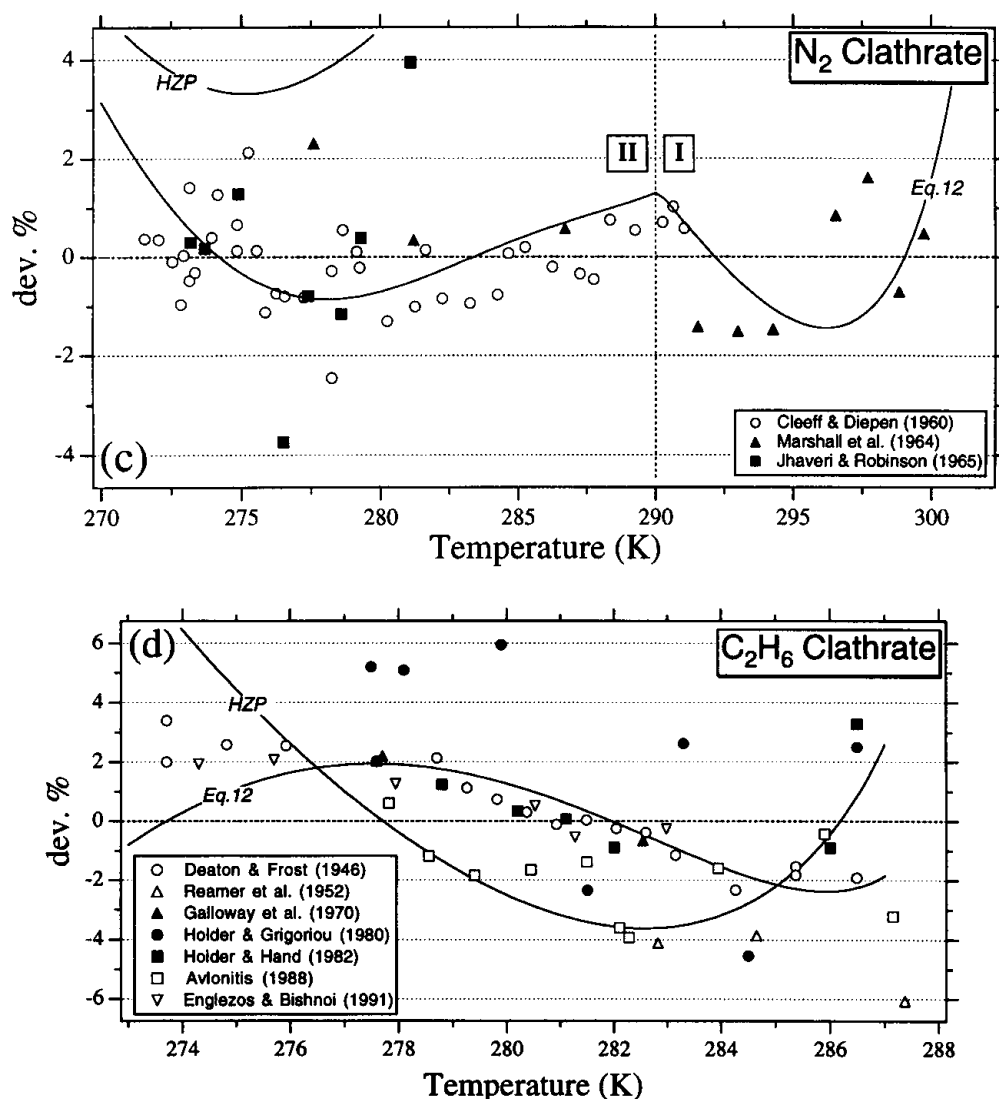 N2 Clathrate
4
HZP
2
II
I
Eq.12
dev. %
0
-2
-4
(c)
Cleeff & Diepen (1960)
Marshall et al. (1964)
Jhaveri & Robinson (1965)
270
275
280
285
290
295
300
Temperature (K)
(d)
C2H6 Clathrate
6
4
HZP
2
Eq.12
dev. %
0
-2
-4
-6
Deaton & Frost (1946)
Reamer et al. (1952)
Galloway et al. (1970)
Holder & Grigoriou (1980)
Holder & Hand (1982)
Avlonitis (1988)
Englezos & Bishnoi (1991)
274
276
278
280
282
284
286
288
Temperature (K)